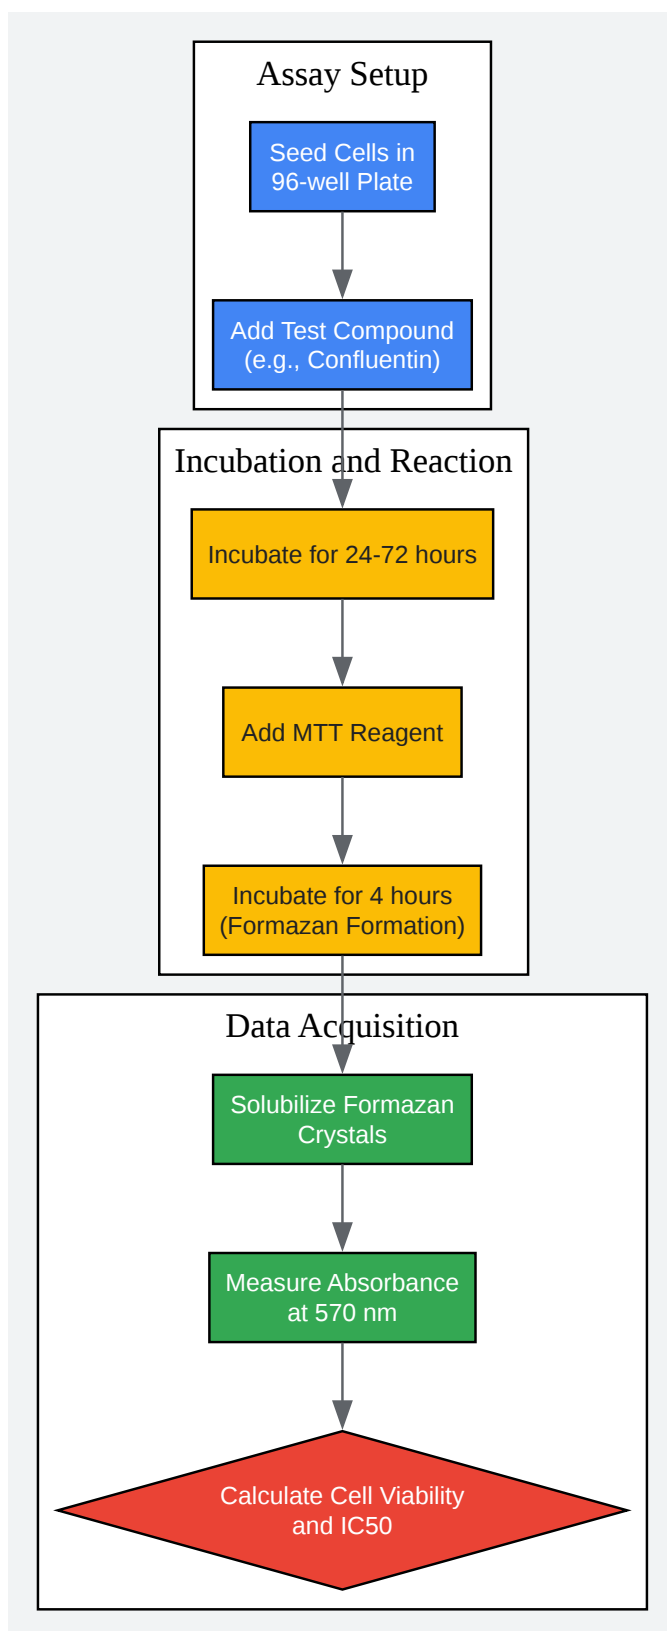 Assay Setup
Seed Cells in
96-well Plate
Add Test Compound
(e.g., Confluentin)
Incubation and Reaction
Incubate for 24-72 hours
Add MTT Reagent
Incubate for 4 hours
(Formazan Formation)
Data Acquisition
Solubilize Formazan
Crystals
Measure Absorbance
at 570 nm
Calculate Cell Viability
and IC50